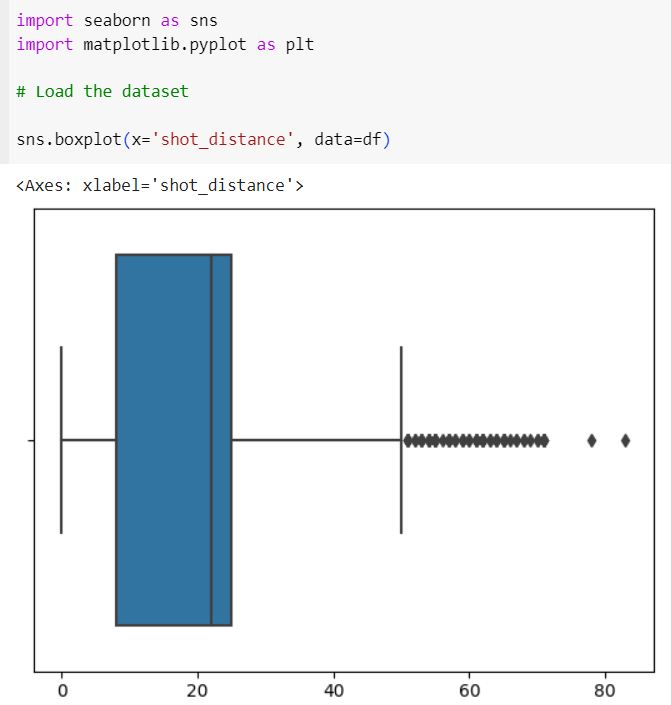 import seaborn as sns
import matplotlib.pyplot as plt
# Load the dataset
sns.boxplot(x='shot_distance', data=df)
<Axes: xlabel='shot_distance'>
0 20 40 60 80